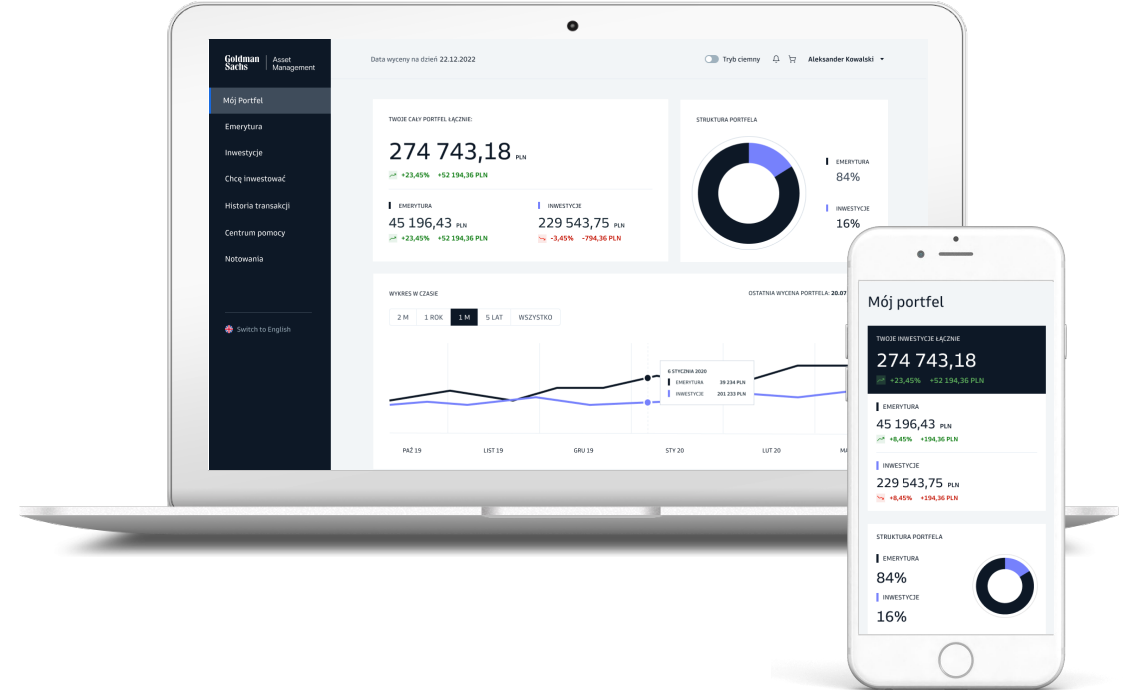 Goldman
Sachs
Asset
Management
Mój Portfel
Emerytura
Inwestycje
Chcę inwestować
Historia transakcji
Centrum pomocy
Notowania
Switch to English
Data wyceny na dzień 22.12.2022
Tryb ciemny
Aleksander Kowalski
TWOJE CAŁY PORTFEL ŁĄCZNIE:
274 743,18 PLN
+23,45% +52 194,36 PLN
EMERYTURA
45 196,43 PLN
+23,45% +52 194,36 PLN
INWESTYCJE
229 543,75 PLN
-3,45% -794,36 PLN
STRUKTURA PORTFELA
EMERYTURA
84%
INWESTYCJE
16%
WYKRES W CZASIE
OSTATNIA WYCENA PORTFELA: 20.07
2 M 1 ROK 1 M 5 LAT WSZYSTKO
6 STYCZNIA 2020
EMERYTURA 39 234 PLN
INWESTYCJE 201 233 PLN
PAŹ 19 LIST 19 GRU 19 STY 20 LUT 20 MA
Mój portfel
TWOJE INWESTYCJE ŁĄCZNIE
274 743,18
+23,45% +52 194,36 PLN
EMERYTURA
45 196,43 PLN
+8,45% +194,36 PLN
INWESTYCJE
229 543,75 PLN
+8,45% +194,36 PLN
STRUKTURA PORTFELA
EMERYTURA
84%
INWESTYCJE
16%